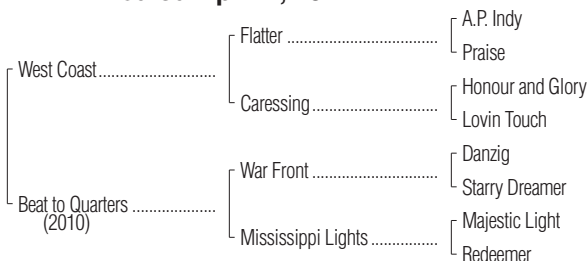 A.P. Indy
Flatter
Praise
West Coast
Honour and Glory
Caressing
Lovin Touch
Danzig
War Front
Starry Dreamer
Beat to Quarters
(2010)
Majestic Light
Mississippi Lights
Redeemer